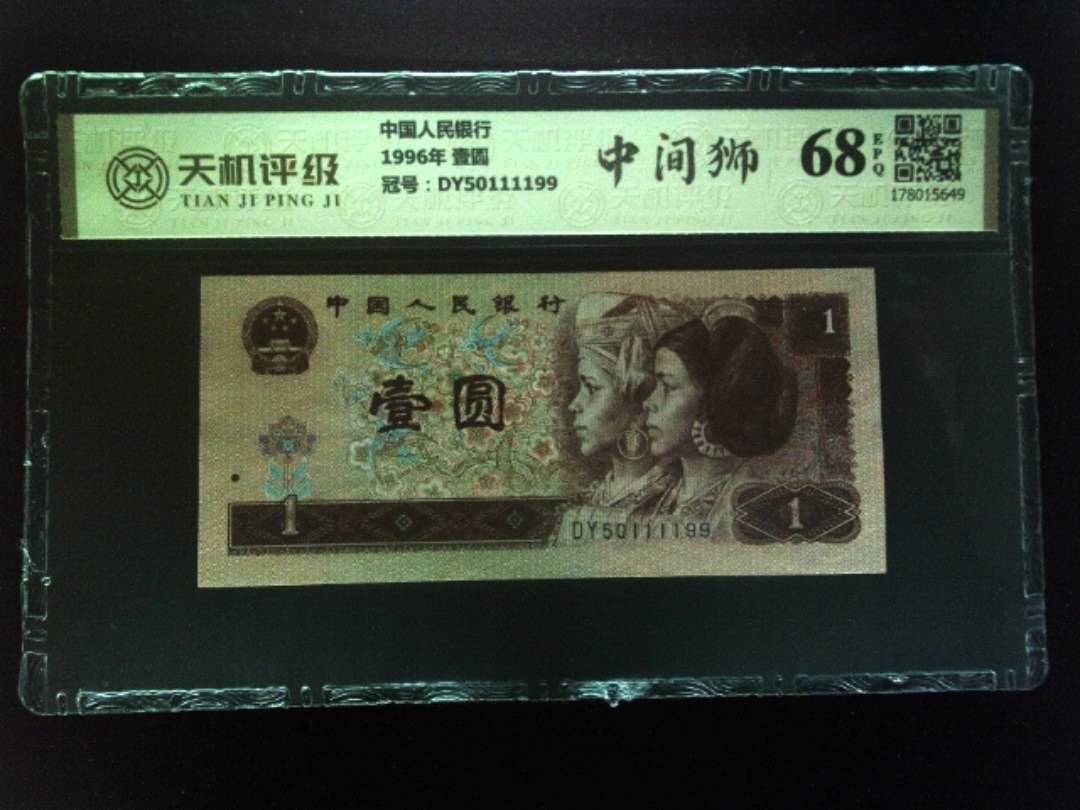 天机评级
TIAN JI PING JI
中国人民银行
1996年 壹圆
冠号：DY50111199
中间狮
68
EPQ
178015649
中国人民银行
1
壹圆
1
DY50111199
1